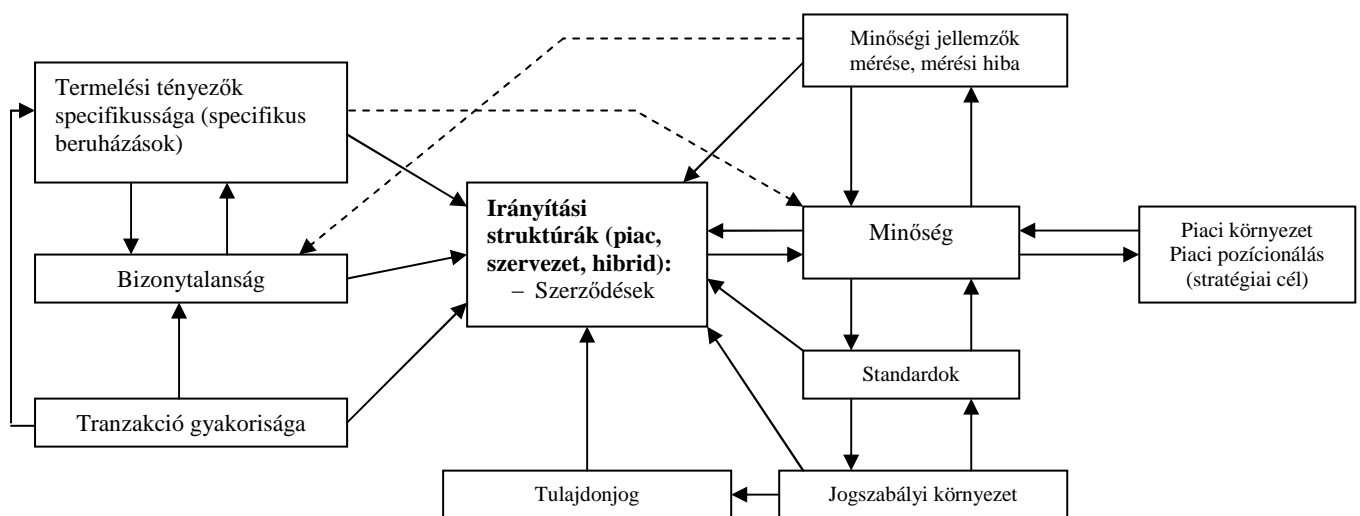 Minőségi jellemzők
mérése, mérési hiba
Termelési tényezők
specifikussága (specifikus
beruházások)
Irányítási
struktúrák (piac,
szervezet, hibrid):
– Szerződések
Minőség
Piaci környezet
Piaci pozícionálás
(stratégiai cél)
Bizonytalanság
Standardok
Tranzakció gyakorisága
Tulajdonjog
Jogszabályi környezet